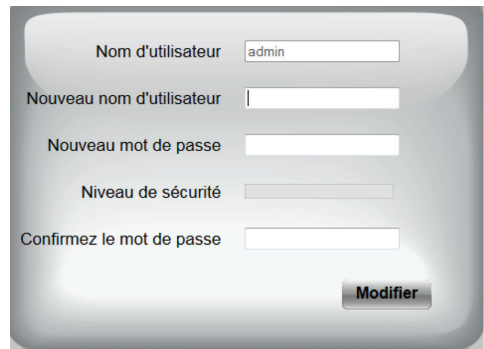 Nom d'utilisateur admin
Nouveau nom d'utilisateur
Nouveau mot de passe
Niveau de sécurité
Confirmez le mot de passe
Modifier